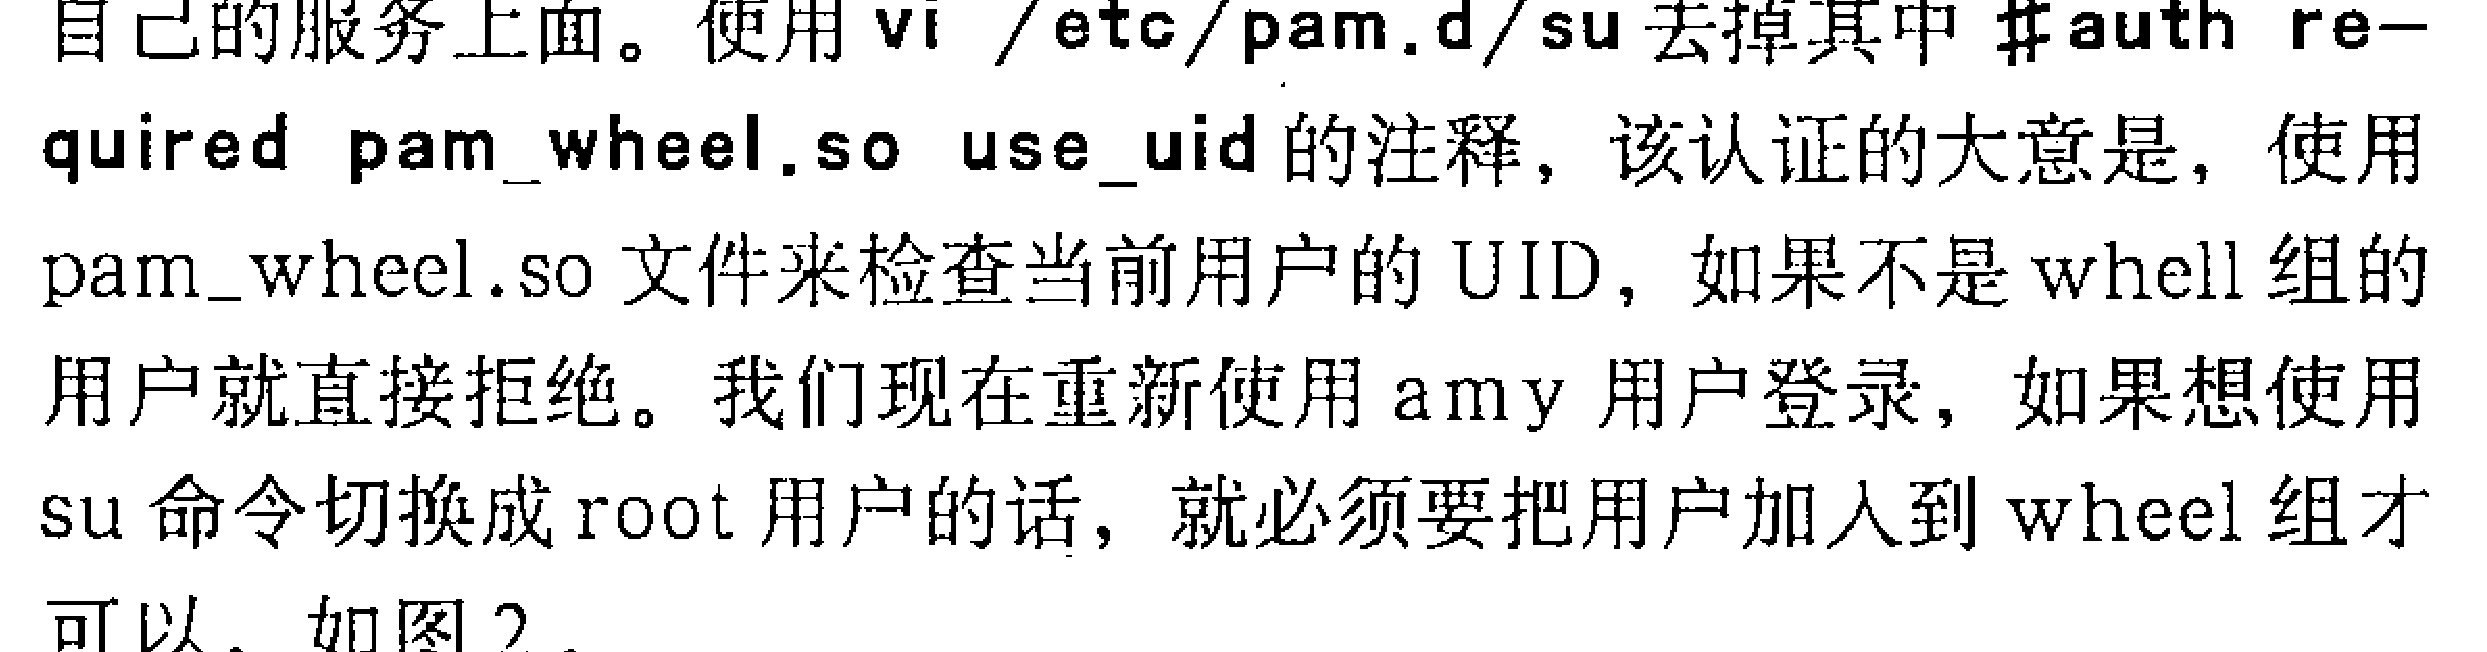 自己的服务上面。使用 vi /etc/pam.d/su 去掉其中 #auth re-
quired pam_wheel.so use_uid 的注释，该认证的大意是，使用
pam_wheel.so 文件来检查当前用户的 UID，如果不是 whell 组的
用户就直接拒绝。我们现在重新使用 amy 用户登录，如果想使用
su 命令切换成 root 用户的话，就必须要把用户加入到 wheel 组才
可以，如图 2。